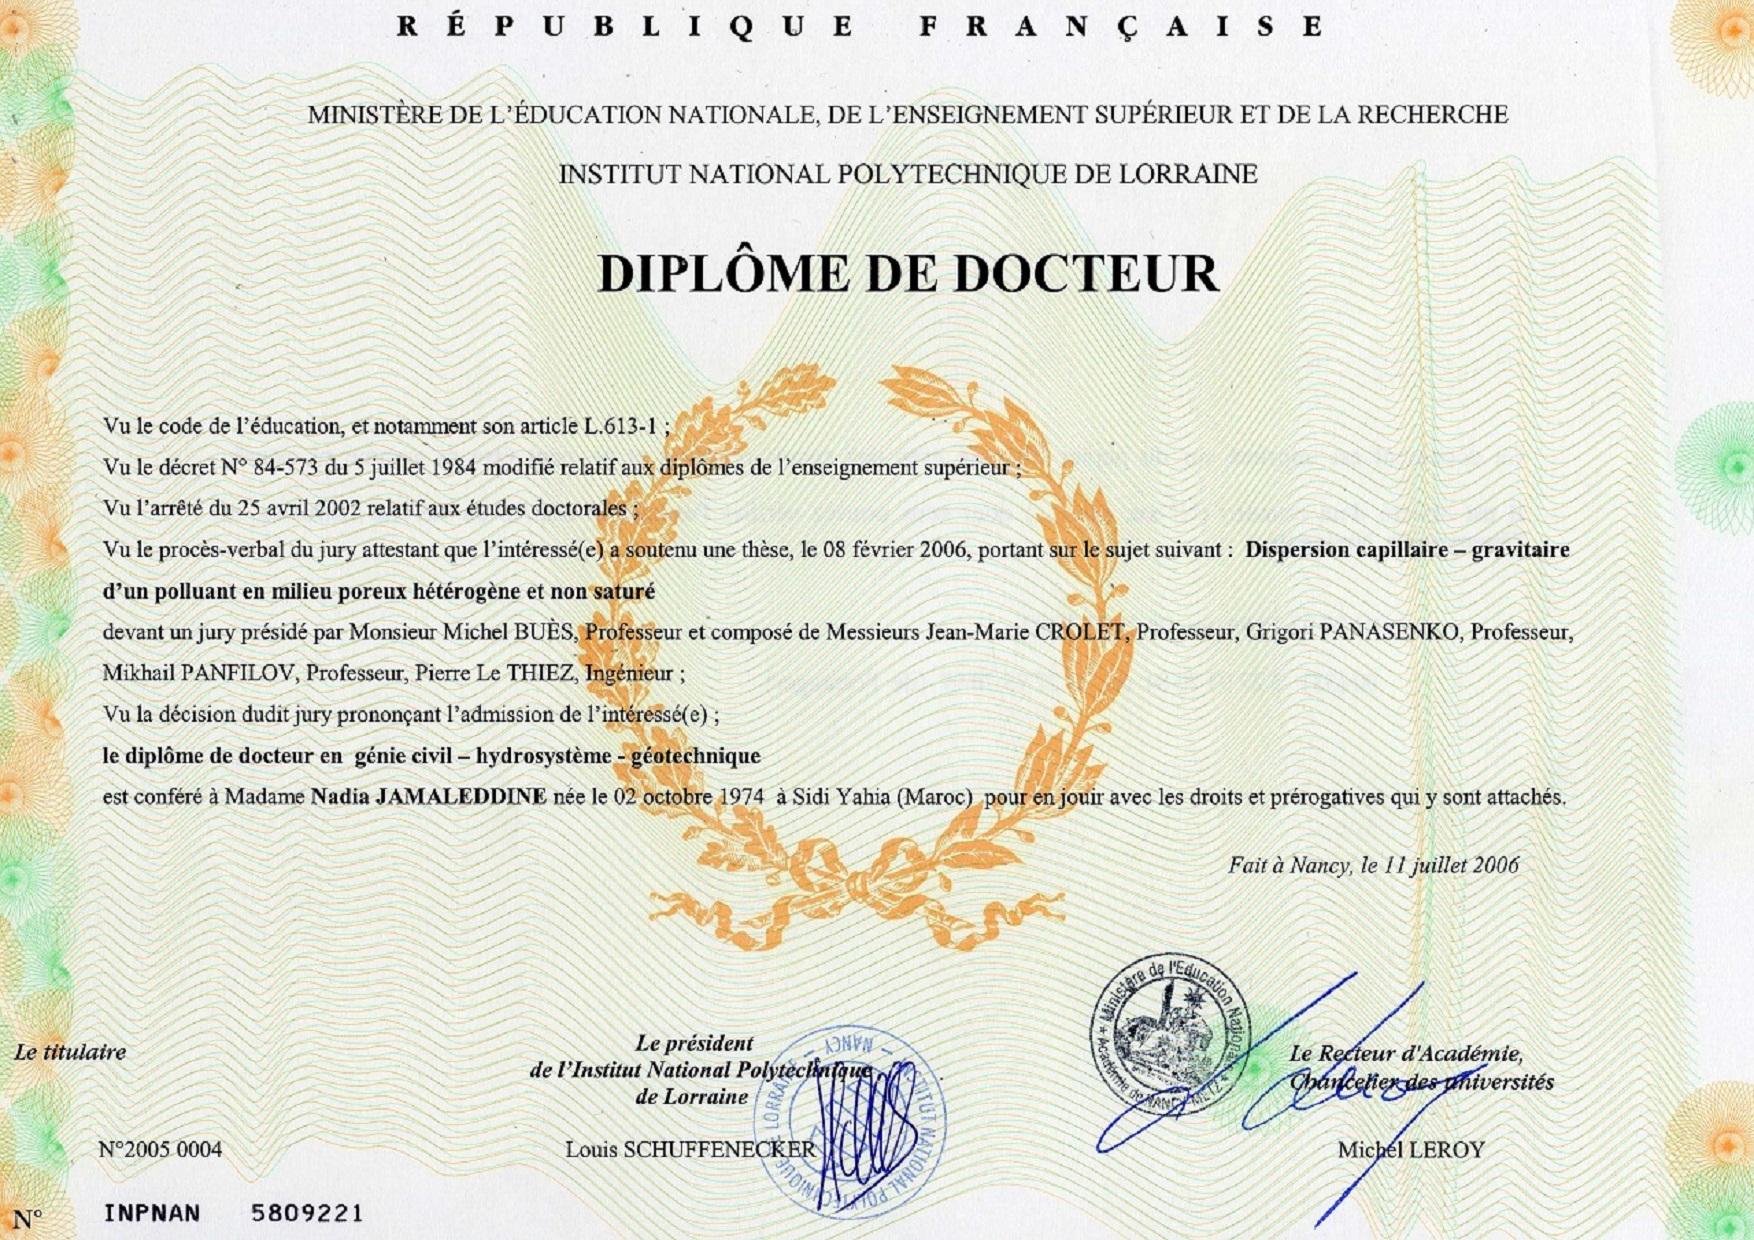 RÉPUBLIQUE FRANÇAISE
MINISTÈRE DE L'ÉDUCATION NATIONALE, DE L'ENSEIGNEMENT SUPÉRIEUR ET DE LA RECHERCHE
INSTITUT NATIONAL POLYTECHNIQUE DE LORRAINE
DIPLÔME DE DOCTEUR
Vu le code de l'éducation, et notamment son article L.613-1 ;
Vu le décret N° 84-573 du 5 juillet 1984 modifié relatif aux diplômes de l'enseignement supérieur ;
Vu l'arrêté du 25 avril 2002 relatif aux études doctorales ;
Vu le procès-verbal du jury attestant que l'intéressé(e) a soutenu une thèse, le 08 février 2006, portant sur le sujet suivant : Dispersion capillaire – gravitaire
d'un polluant en milieu poreux hétérogène et non saturé
devant un jury présidé par Monsieur Michel BUÈS, Professeur et composé de Messieurs Jean-Marie CROLET, Professeur, Grigori PANASENKO, Professeur,
Mikhail PANFILOV, Professeur, Pierre Le THIEZ, Ingénieur ;
Vu la décision dudit jury prononçant l'admission de l'intéressé(e) ;
le diplôme de docteur en génie civil – hydrosystème - géotechnique
est conféré à Madame Nadia JAMALEDDINE née le 02 octobre 1974 à Sidi Yahia (Maroc) pour en jouir avec les droits et prérogatives qui y sont attachés.
Fait à Nancy, le 11 juillet 2006
Le titulaire
Le président
de l'Institut National Polytechnique
de Lorraine
Louis SCHUFFENECKER
INSTITUT NATIONAL POLYTECHNIQUE DE LORRAINE – NANCY –
Ministère de l'Education Nationale
Académie de NANCY-METZ
Le Recteur d'Académie,
Chancelier des universités
Michel LEROY
N°2005 0004
N° INPNAN 5809221